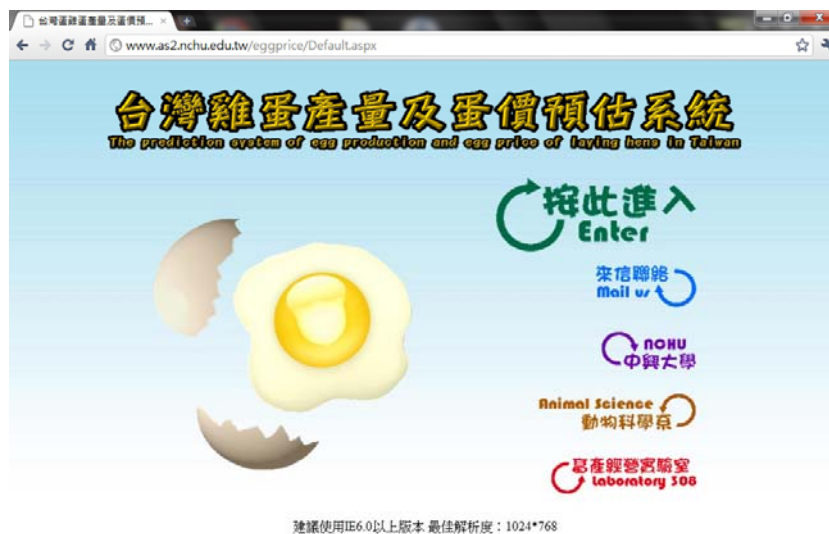 台灣蛋雞蛋產量及蛋價預...
www.as2.nchu.edu.tw/eggprice/Default.aspx
台灣雞蛋產量及蛋價預估系統
The prediction system of egg production and egg price of laying hens in Taiwan
按此進入
Enter
來信聯絡
Mail us
NCHU
中興大學
Animal Science
動物科學系
畜產經營實驗室
Laboratory 308
建議使用IE6.0以上版本 最佳解析度：1024*768